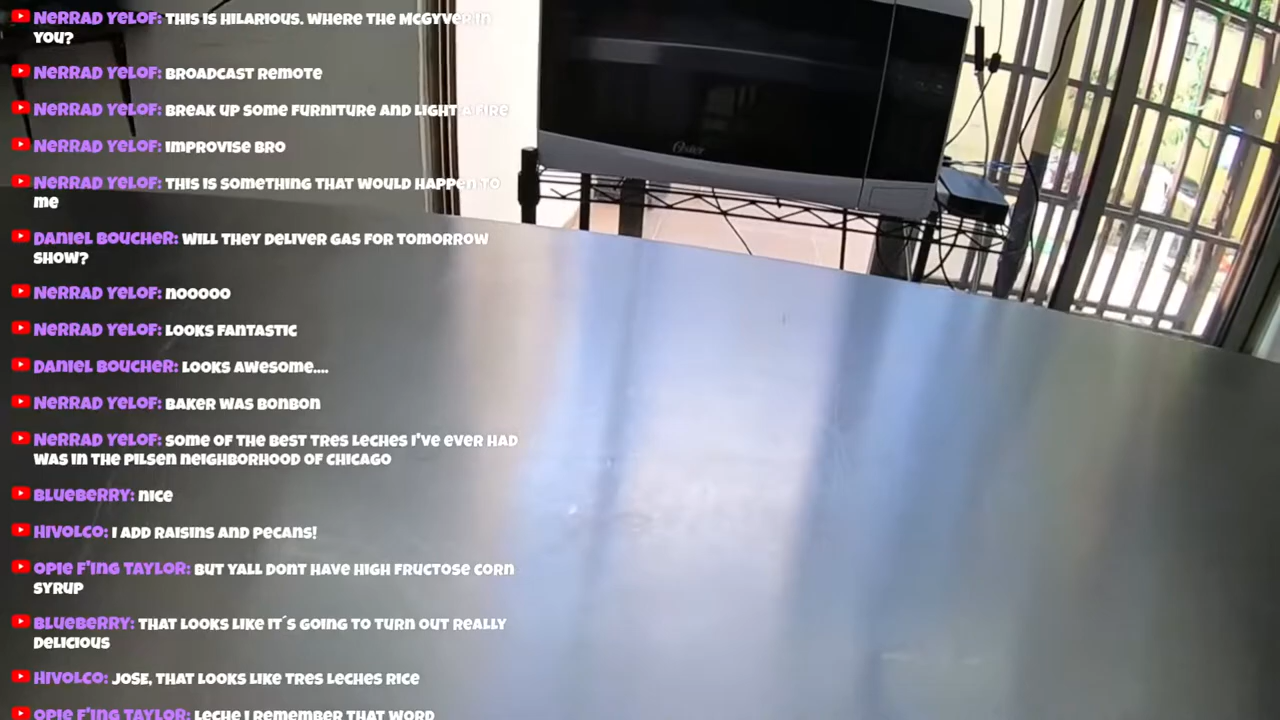 NERRAD YELOF: THIS IS HILARIOUS. WHERE THE MCGYVER IN
YOU?
NERRAD YELOF: BROADCAST REMOTE
NERRAD YELOF: BREAK UP SOME FURNITURE AND LIGHT A FIRE
NERRAD YELOF: IMPROVISE BRO
NERRAD YELOF: THIS IS SOMETHING THAT WOULD HAPPEN TO
ME
DANIEL BOUCHER: WILL THEY DELIVER GAS FOR TOMORROW
SHOW?
NERRAD YELOF: NOOOOO
NERRAD YELOF: LOOKS FANTASTIC
DANIEL BOUCHER: LOOKS AWESOME....
NERRAD YELOF: BAKER WAS BONBON
NERRAD YELOF: SOME OF THE BEST TRES LECHES I'VE EVER HAD
WAS IN THE PILSEN NEIGHBORHOOD OF CHICAGO
BLUEBERRY: NICE
HIVOLCO: I ADD RAISINS AND PECANS!
OPIE F'ING TAYLOR: BUT YALL DONT HAVE HIGH FRUCTOSE CORN
SYRUP
BLUEBERRY: THAT LOOKS LIKE IT´S GOING TO TURN OUT REALLY
DELICIOUS
HIVOLCO: JOSE, THAT LOOKS LIKE TRES LECHES RICE
OPIE F'ING TAYLOR: LECHE I REMEMBER THAT WORD
Oster